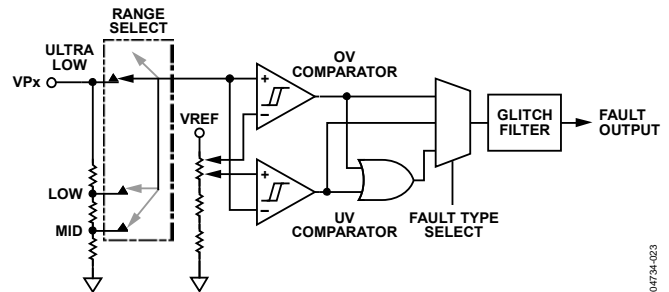 RANGE
SELECT
ULTRA
LOW
VPx
LOW
MID
VREF
+
−
OV
COMPARATOR
+
−
UV
COMPARATOR
FAULT TYPE
SELECT
GLITCH
FILTER
FAULT
OUTPUT
04734-023